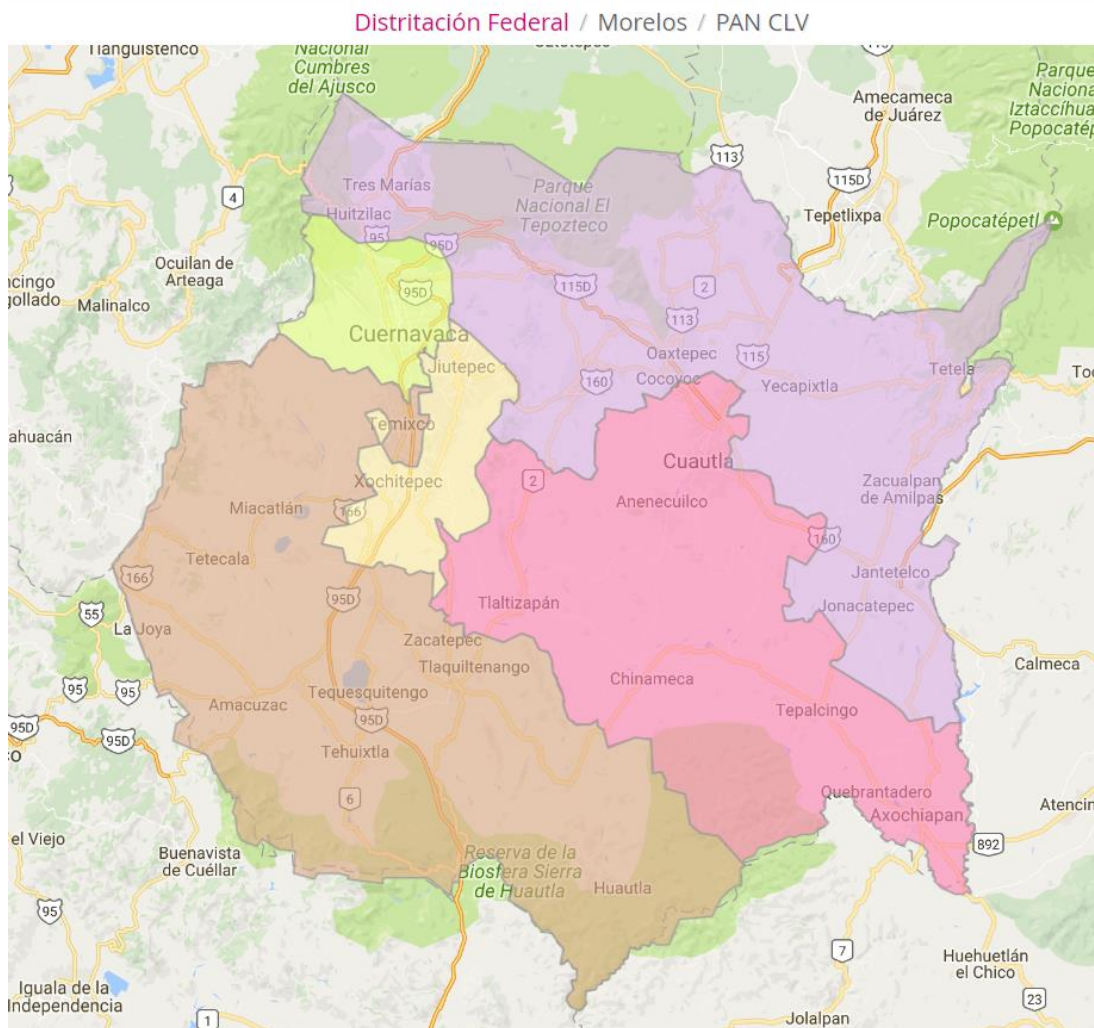 Distritación Federal / Morelos / PAN CLV
Tianguistenco
Nacional
Cumbres
del Ajusco
113
Parque
Amecameca
de Juárez
113
115D
4
Tres Marías
Parque
Nacional El
Tepozteco
Huitzilac
95
95D
Tepetlixpa
Popocatépetl
Ocuilan de
Arteaga
Malinalco
95D
115D
2
113
Cuernavaca
Jiutepec
Oaxtepec
115
Cocoyoc
160
Yecapixtla
Tetela
Temixco
Cuautla
Xochitepec
2
Zacualpan
de Amilpas
Miacatlán
166
Anenecuilco
Tetecala
160
166
Jantetelco
95D
Tlaltizapán
Jonacatepec
55
La Joya
Zacatepec
Tlaquiltenango
Calmeca
95
95
Tequesquitengo
Chinameca
Amacuzac
95D
Tepalcingo
95D
95D
Tehuixtla
Quebrantadero
6
Axochiapan
el Viejo
892
Buenavista
de Cuéllar
Reserva de la
Biosfera Sierra
de Huautla
Huautla
95
7
Huehuetlán
el Chico
Iguala de la
Independencia
23
1
Jolalpan